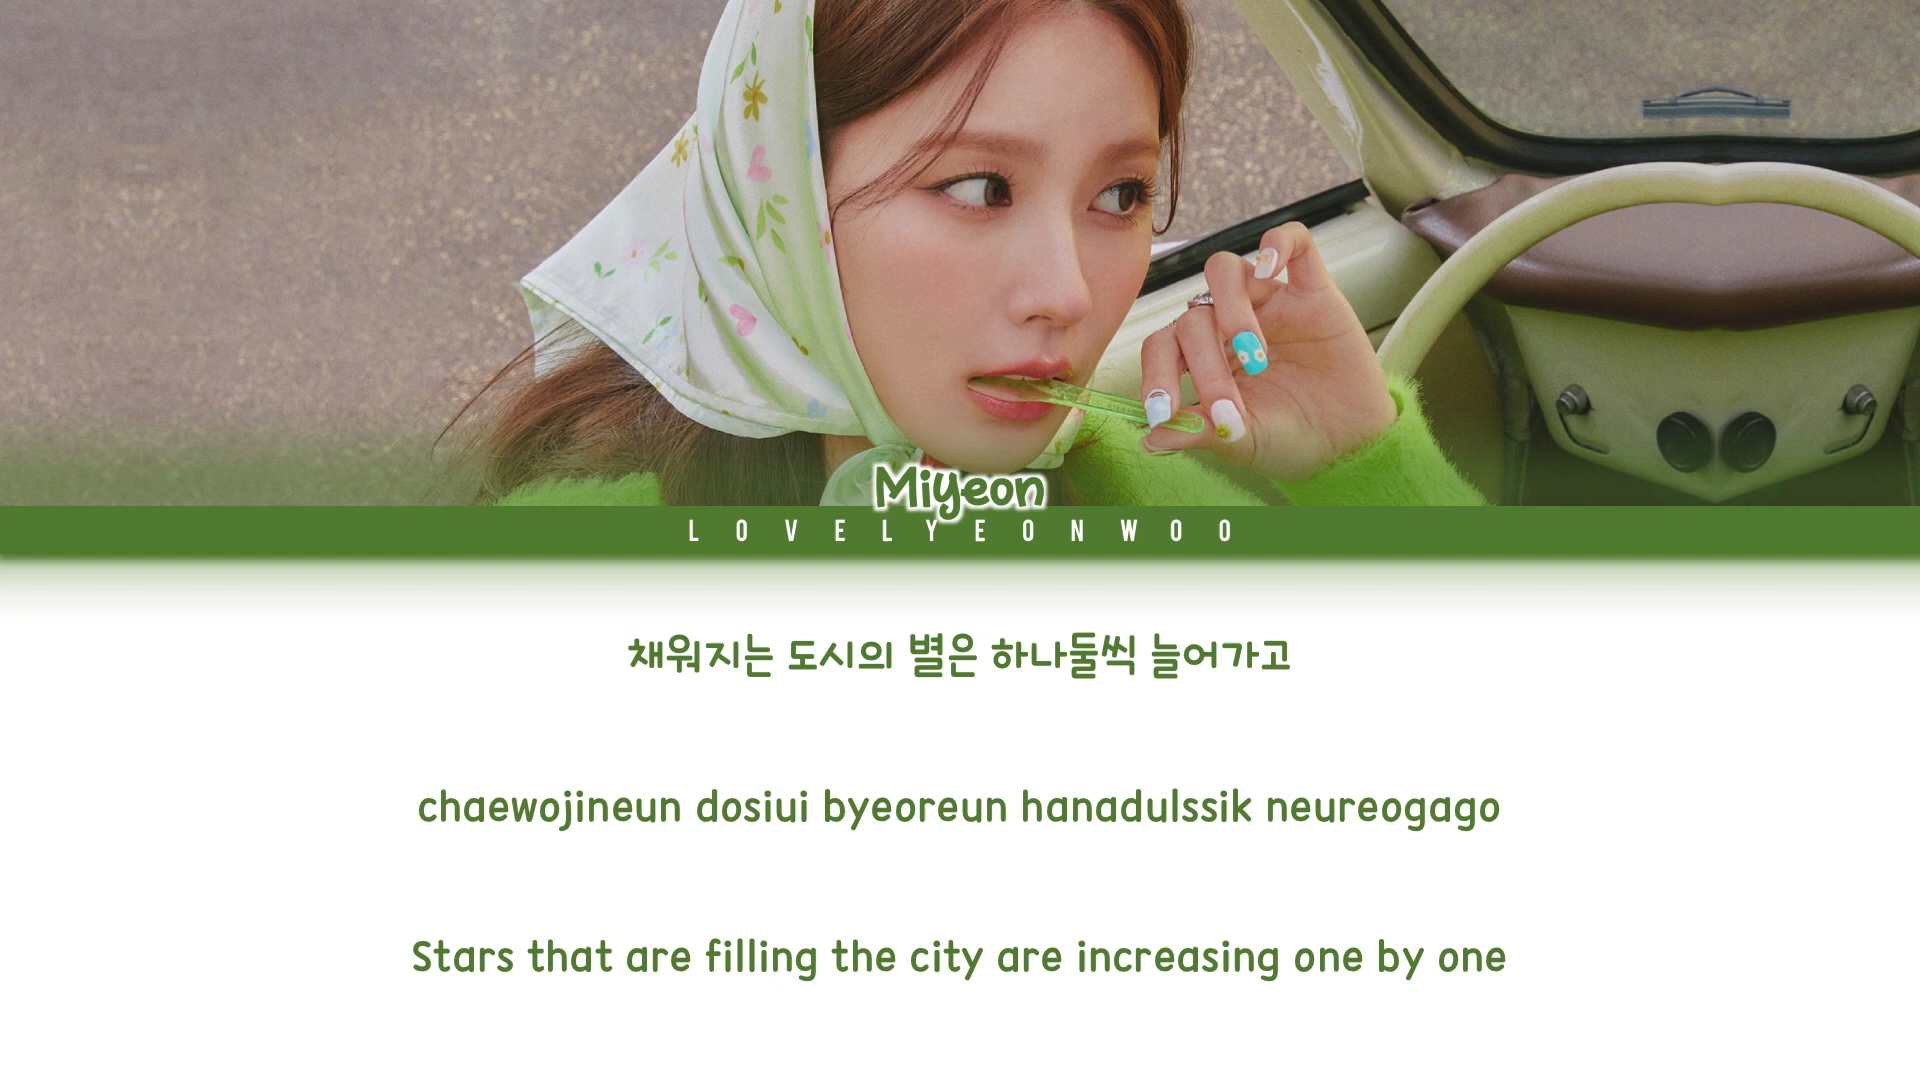 Miyeon
LOVELYEONWOO
채워지는 도시의 별은 하나둘씩 늘어가고
chaewojineun dosiui byeoreun hanadulssik neureogago
Stars that are filling the city are increasing one by one